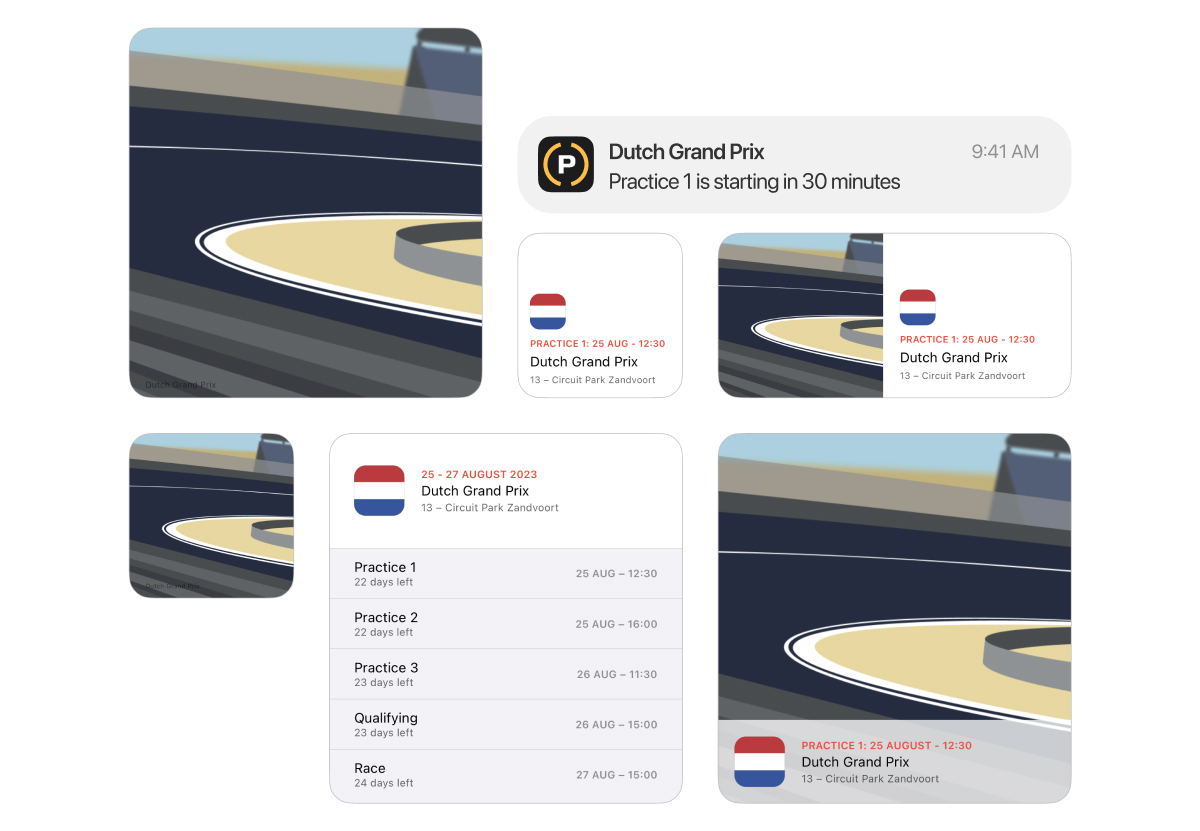 Dutch Grand Prix
P
Dutch Grand Prix
9:41 AM
Practice 1 is starting in 30 minutes
PRACTICE 1: 25 AUG - 12:30
Dutch Grand Prix
13 – Circuit Park Zandvoort
PRACTICE 1: 25 AUG - 12:30
Dutch Grand Prix
13 – Circuit Park Zandvoort
Dutch Grand Prix
25 - 27 AUGUST 2023
Dutch Grand Prix
13 – Circuit Park Zandvoort
Practice 1
22 days left
25 AUG – 12:30
Practice 2
22 days left
25 AUG – 16:00
Practice 3
23 days left
26 AUG – 11:30
Qualifying
23 days left
26 AUG – 15:00
Race
24 days left
27 AUG – 15:00
PRACTICE 1: 25 AUGUST - 12:30
Dutch Grand Prix
13 – Circuit Park Zandvoort